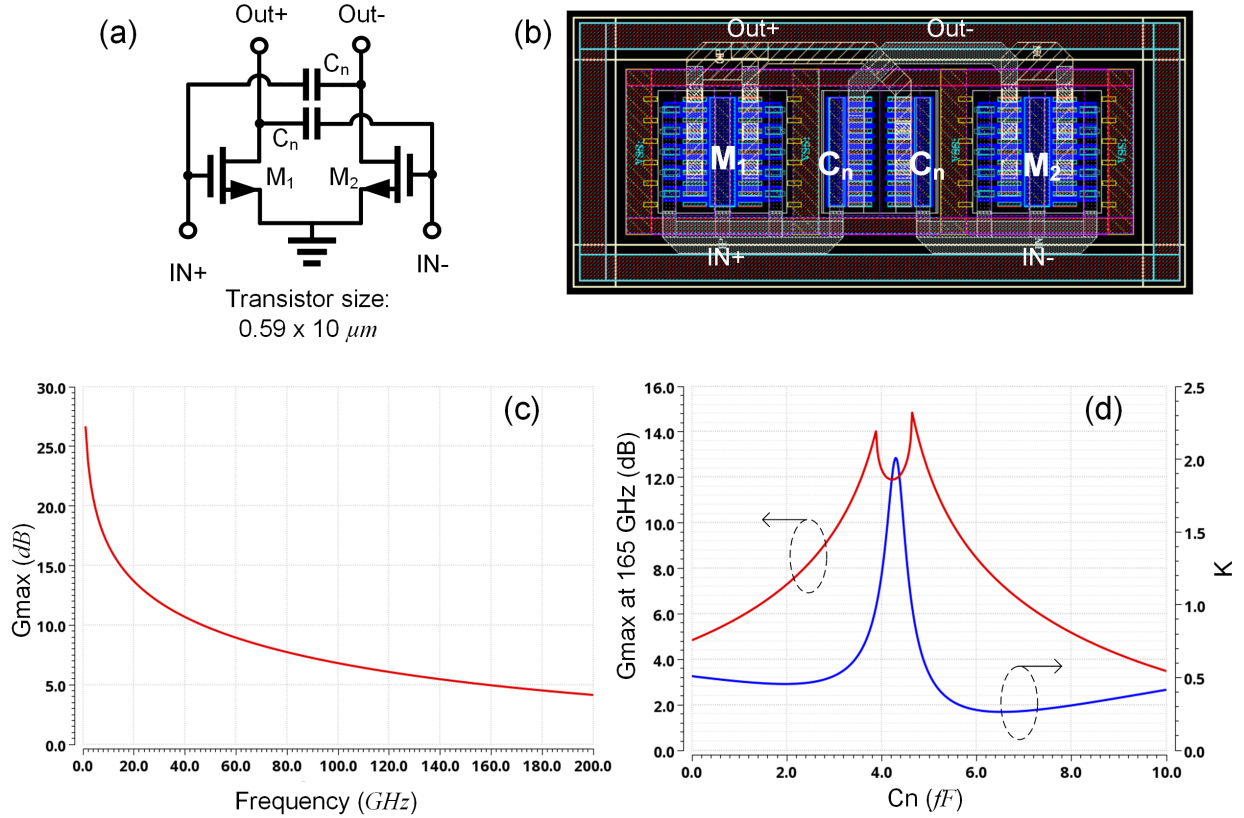 (a)
Out+ Out-
Cn
Cn
M1 M2
IN+ IN-
Transistor size:
0.59 x 10 μm
(b)
Out+ Out-
M1 Cn Cn M2
IN+ IN-
(c)
30.0
25.0
20.0
15.0
10.0
5.0
0.0
Gmax (dB)
0.0 20.0 40.0 60.0 80.0 100.0 120.0 140.0 160.0 180.0 200.0
Frequency (GHz)
(d)
16.0
14.0
12.0
10.0
8.0
6.0
4.0
2.0
0.0
Gmax at 165 GHz (dB)
2.5
2.0
1.5
1.0
0.5
0.0
K
0.0 2.0 4.0 6.0 8.0 10.0
Cn (fF)